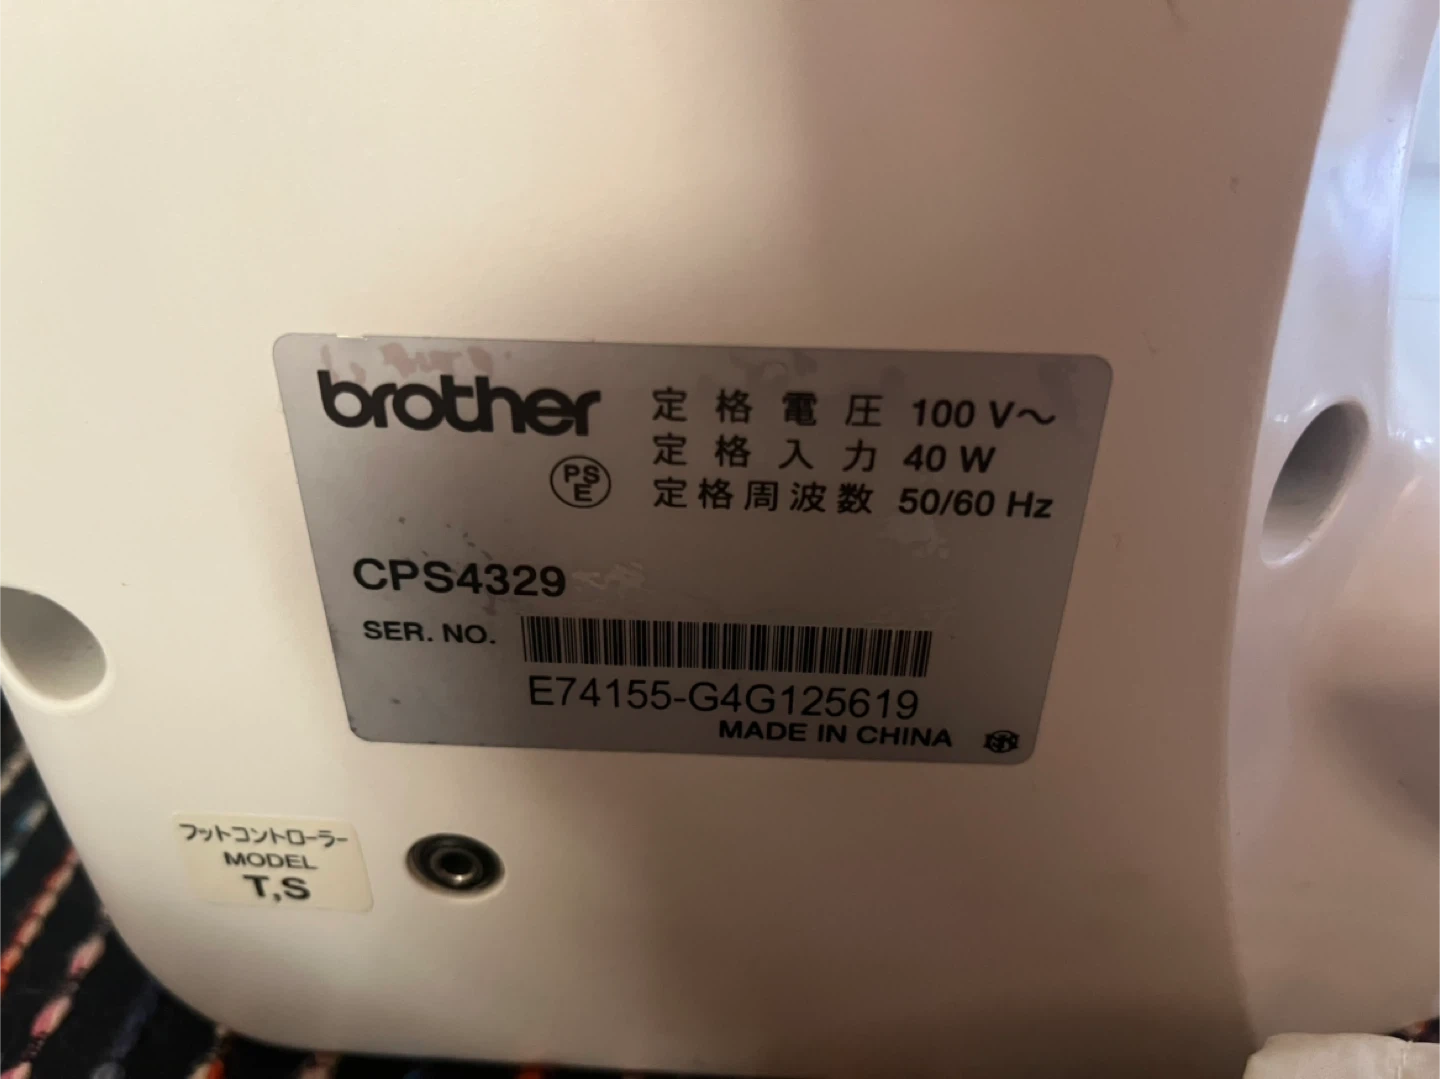 brother
定格電圧 100 V～
定格入力 40 W
PS
E
定格周波数 50/60 Hz
CPS4329
SER. NO.
E74155-G4G125619
MADE IN CHINA
フットコントローラー
MODEL
T,S